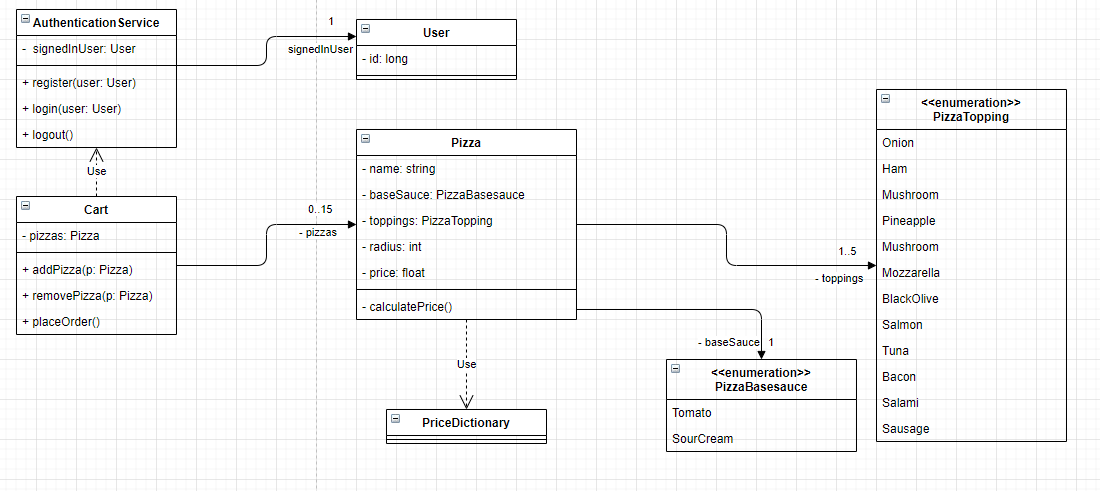 AuthenticationService
- signedInUser: User
+ register(user: User)
+ login(user: User)
+ logout()
1
signedInUser
User
- id: long
Use
Cart
- pizzas: Pizza
+ addPizza(p: Pizza)
+ removePizza(p: Pizza)
+ placeOrder()
0..15
- pizzas
Pizza
- name: string
- baseSauce: PizzaBasesauce
- toppings: PizzaTopping
- radius: int
- price: float
- calculatePrice()
Use
PriceDictionary
1..5
- toppings
- baseSauce 1
<<enumeration>>
PizzaBasesauce
Tomato
SourCream
<<enumeration>>
PizzaTopping
Onion
Ham
Mushroom
Pineapple
Mushroom
Mozzarella
BlackOlive
Salmon
Tuna
Bacon
Salami
Sausage